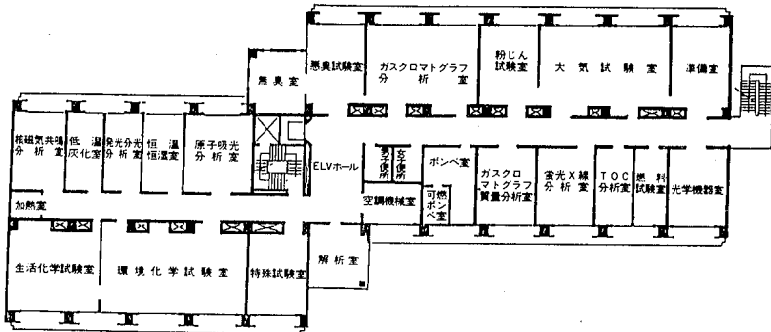 悪臭試験室
ガスクロマトグラフ
分析室
粉じん
試験室
大気試験室
準備室
無臭室
核磁気共鳴
分析室
低温
灰化室
発光分光
分析室
恒温
恒湿室
原子吸光
分析室
ELVホール
男子便所
女子便所
ボンベ室
ガスクロ
マトグラフ
質量分析室
蛍光X線
分析室
TOC
分析室
燃料
試験室
光学機器室
加熱室
空調機械室
可燃
ボン
ベ室
生活化学試験室
環境化学試験室
特殊試験室
解析室